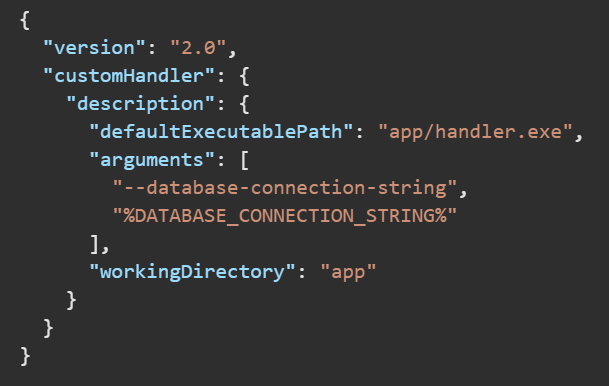 {
  "version": "2.0",
  "customHandler": {
    "description": {
      "defaultExecutablePath": "app/handler.exe",
      "arguments": [
        "--database-connection-string",
        "%DATABASE_CONNECTION_STRING%"
      ],
      "workingDirectory": "app"
    }
  }
}